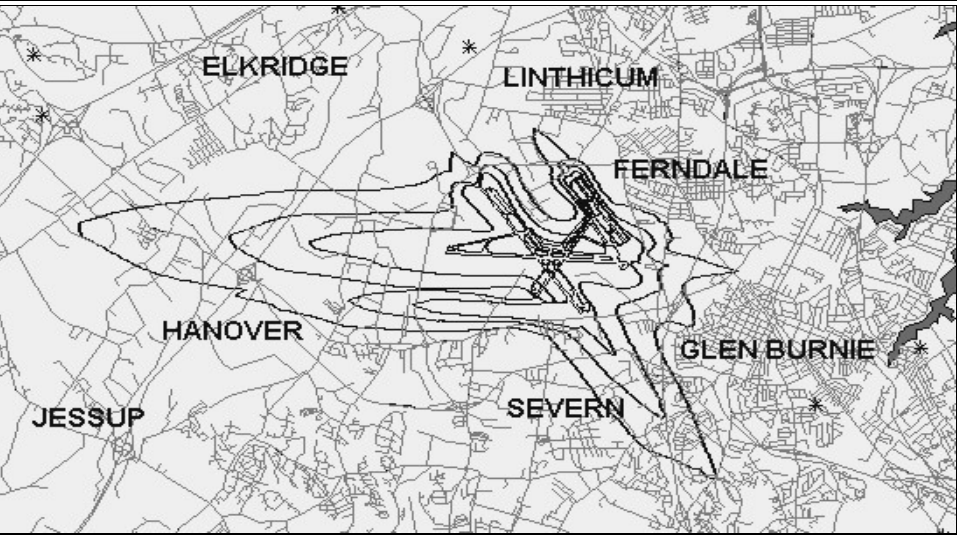 ELKRIDGE
LINTHICUM
FERNDALE
HANOVER
GLEN BURNIE
SEVERN
JESSUP